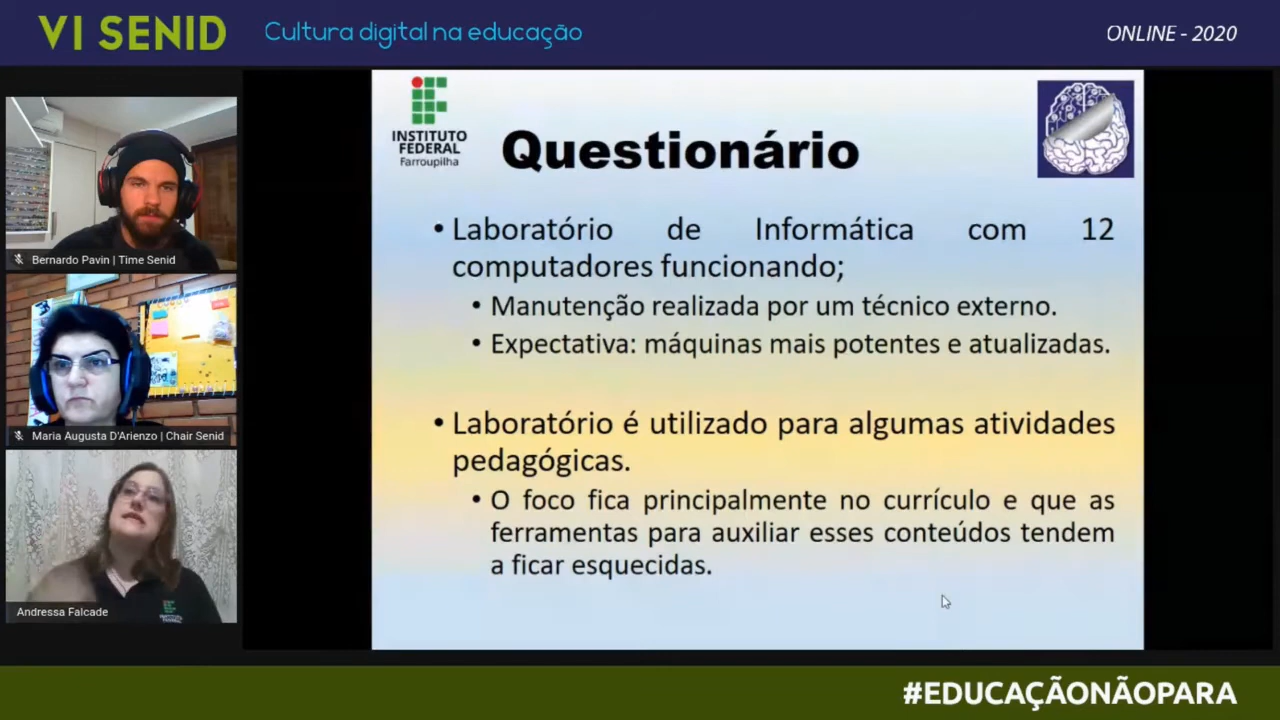 VI SENID
Cultura digital na educação
ONLINE - 2020
Bernardo Pavin | Time Senid
Maria Augusta D'Arienzo | Chair Senid
Andressa Falcade
INSTITUTO
FEDERAL
Farroupilha
Questionário
• Laboratório de Informática com 12
computadores funcionando;
• Manutenção realizada por um técnico externo.
• Expectativa: máquinas mais potentes e atualizadas.
• Laboratório é utilizado para algumas atividades
pedagógicas.
• O foco fica principalmente no currículo e que as
ferramentas para auxiliar esses conteúdos tendem
a ficar esquecidas.
#EDUCAÇÃONÃOPARA